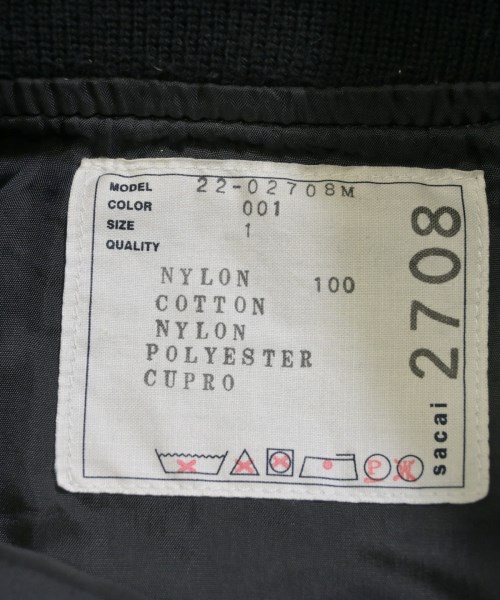 MODEL 22-02708M
COLOR 001
SIZE 1
QUALITY
NYLON 100
COTTON
NYLON
POLYESTER
CUPRO
P W
sacai 2708